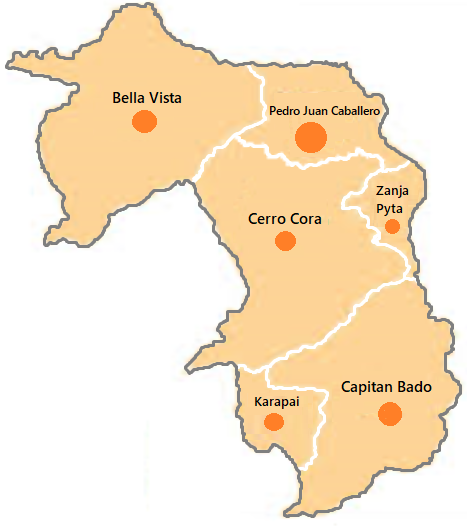 Bella Vista
Pedro Juan Caballero
Zanja
Pyta
Cerro Cora
Capitan Bado
Karapai